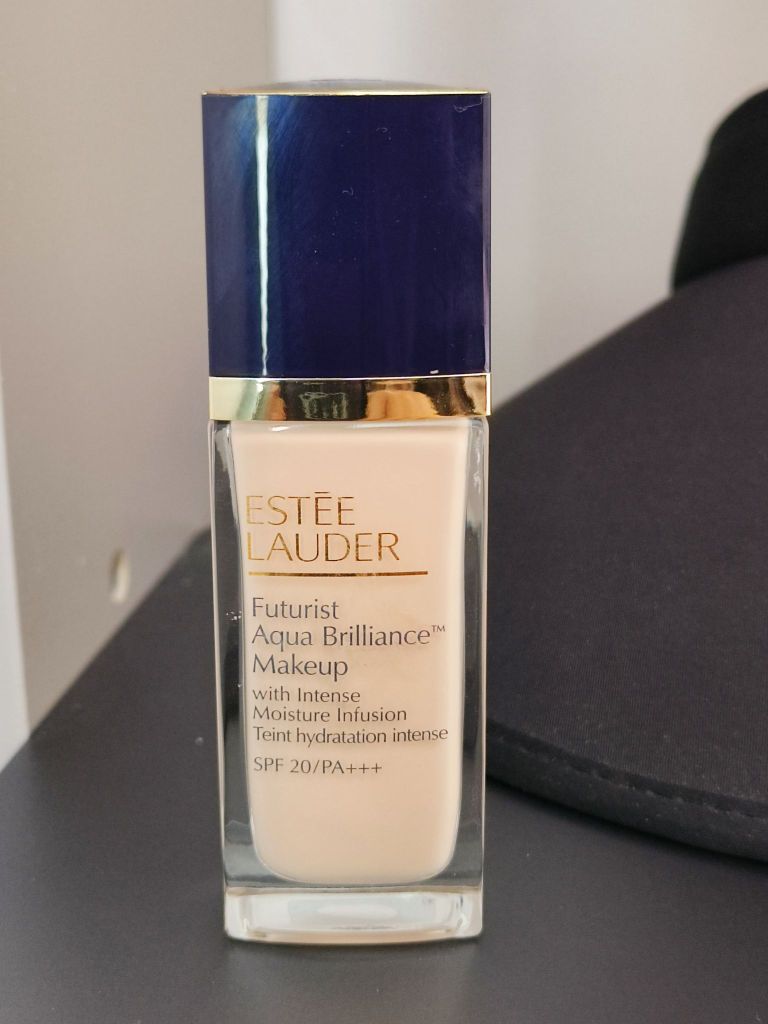 ESTĒE
LAUDER
Futurist
Aqua Brilliance™
Makeup
with Intense
Moisture Infusion
Teint hydratation intense
SPF 20/PA+++